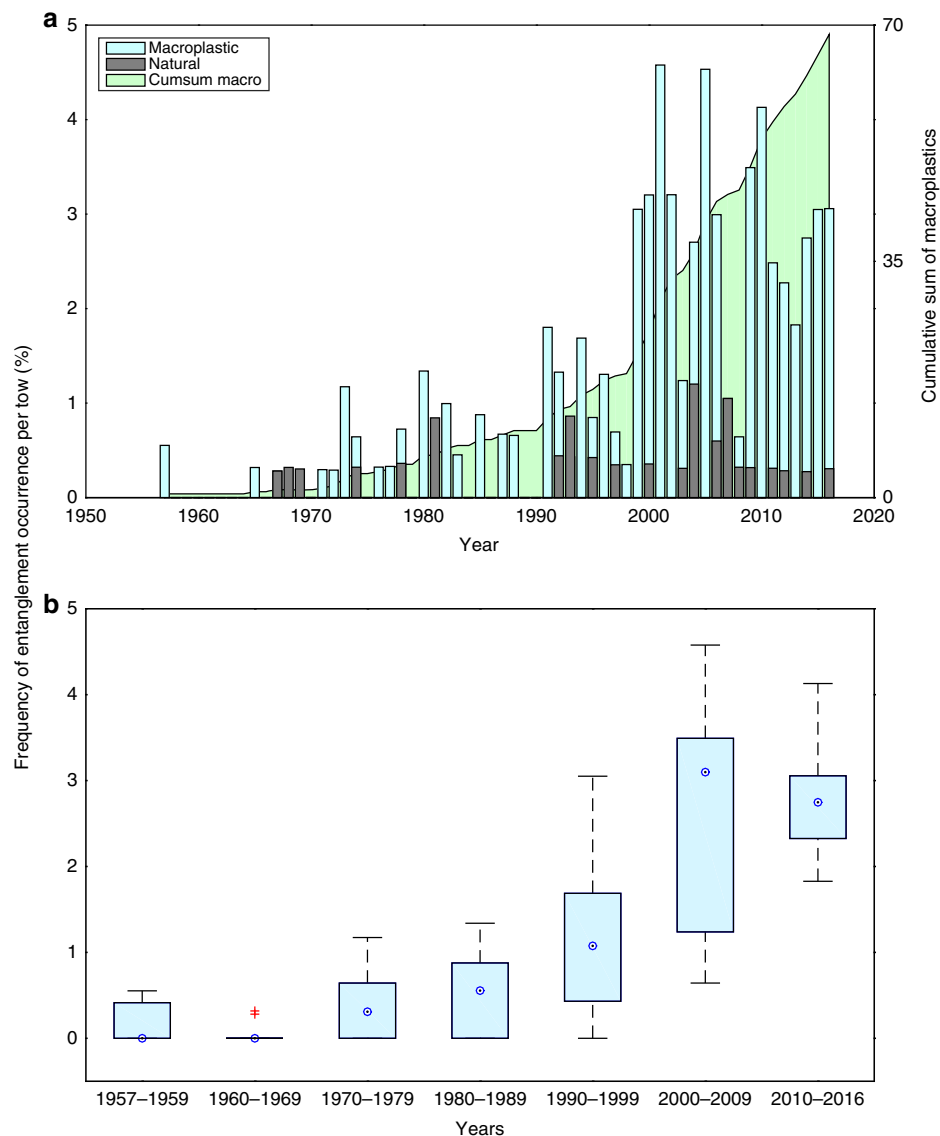 a
5
4
3
2
1
0
Macroplastic
Natural
Cumsum macro
70
35
0
Cumulative sum of macroplastics
1950 1960 1970 1980 1990 2000 2010 2020
Year
Frequency of entanglement occurrence per tow (%)
b
5
4
3
2
1
0
1957–1959 1960–1969 1970–1979 1980–1989 1990–1999 2000–2009 2010–2016
Years